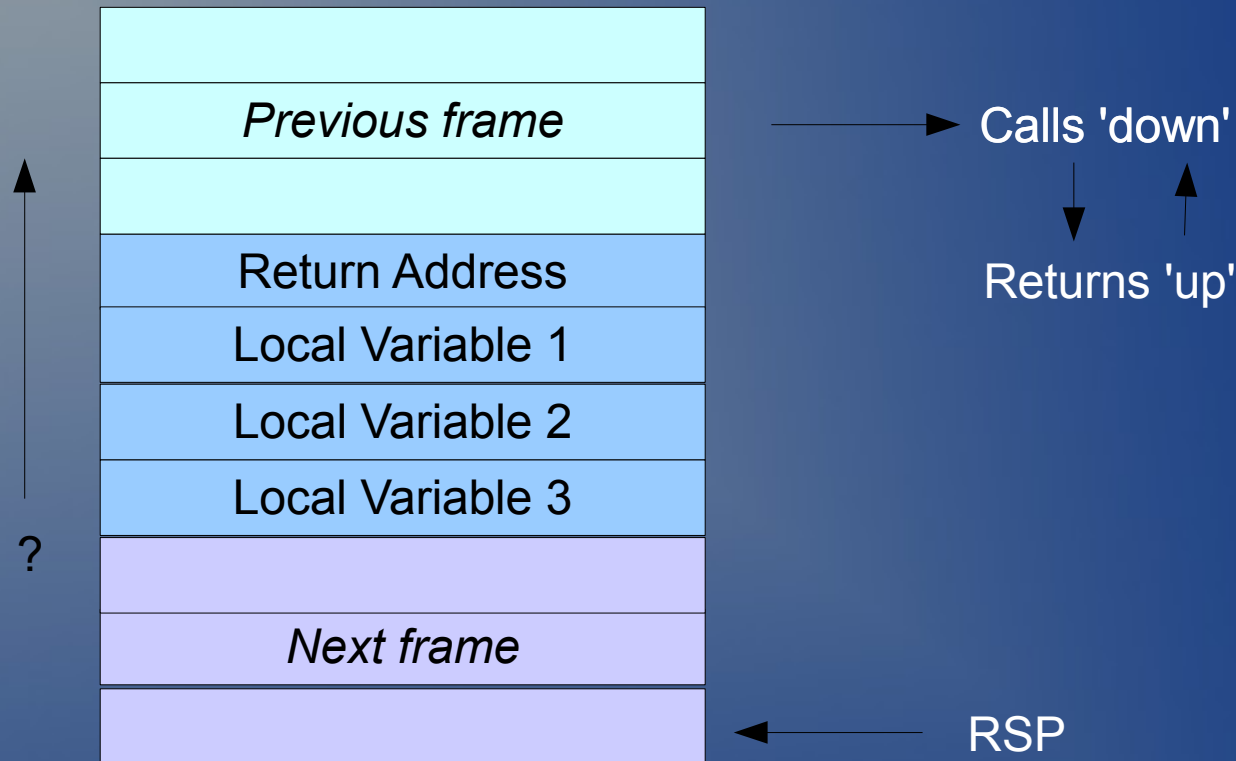 Previous frame
Calls 'down'
Return Address
Returns 'up'
Local Variable 1
Local Variable 2
Local Variable 3
?
Next frame
RSP